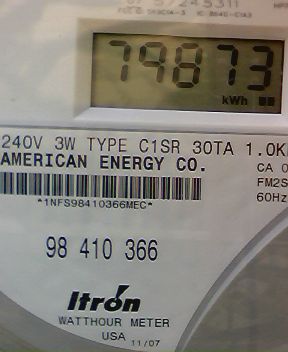 79873
kWh
240V 3W TYPE C1SR 30TA 1.0K
AMERICAN ENERGY CO.
CA 0
FM2S
60Hz
*1NFS98410366MEC*
98 410 366
Itron
WATTHOUR METER
USA 11/07